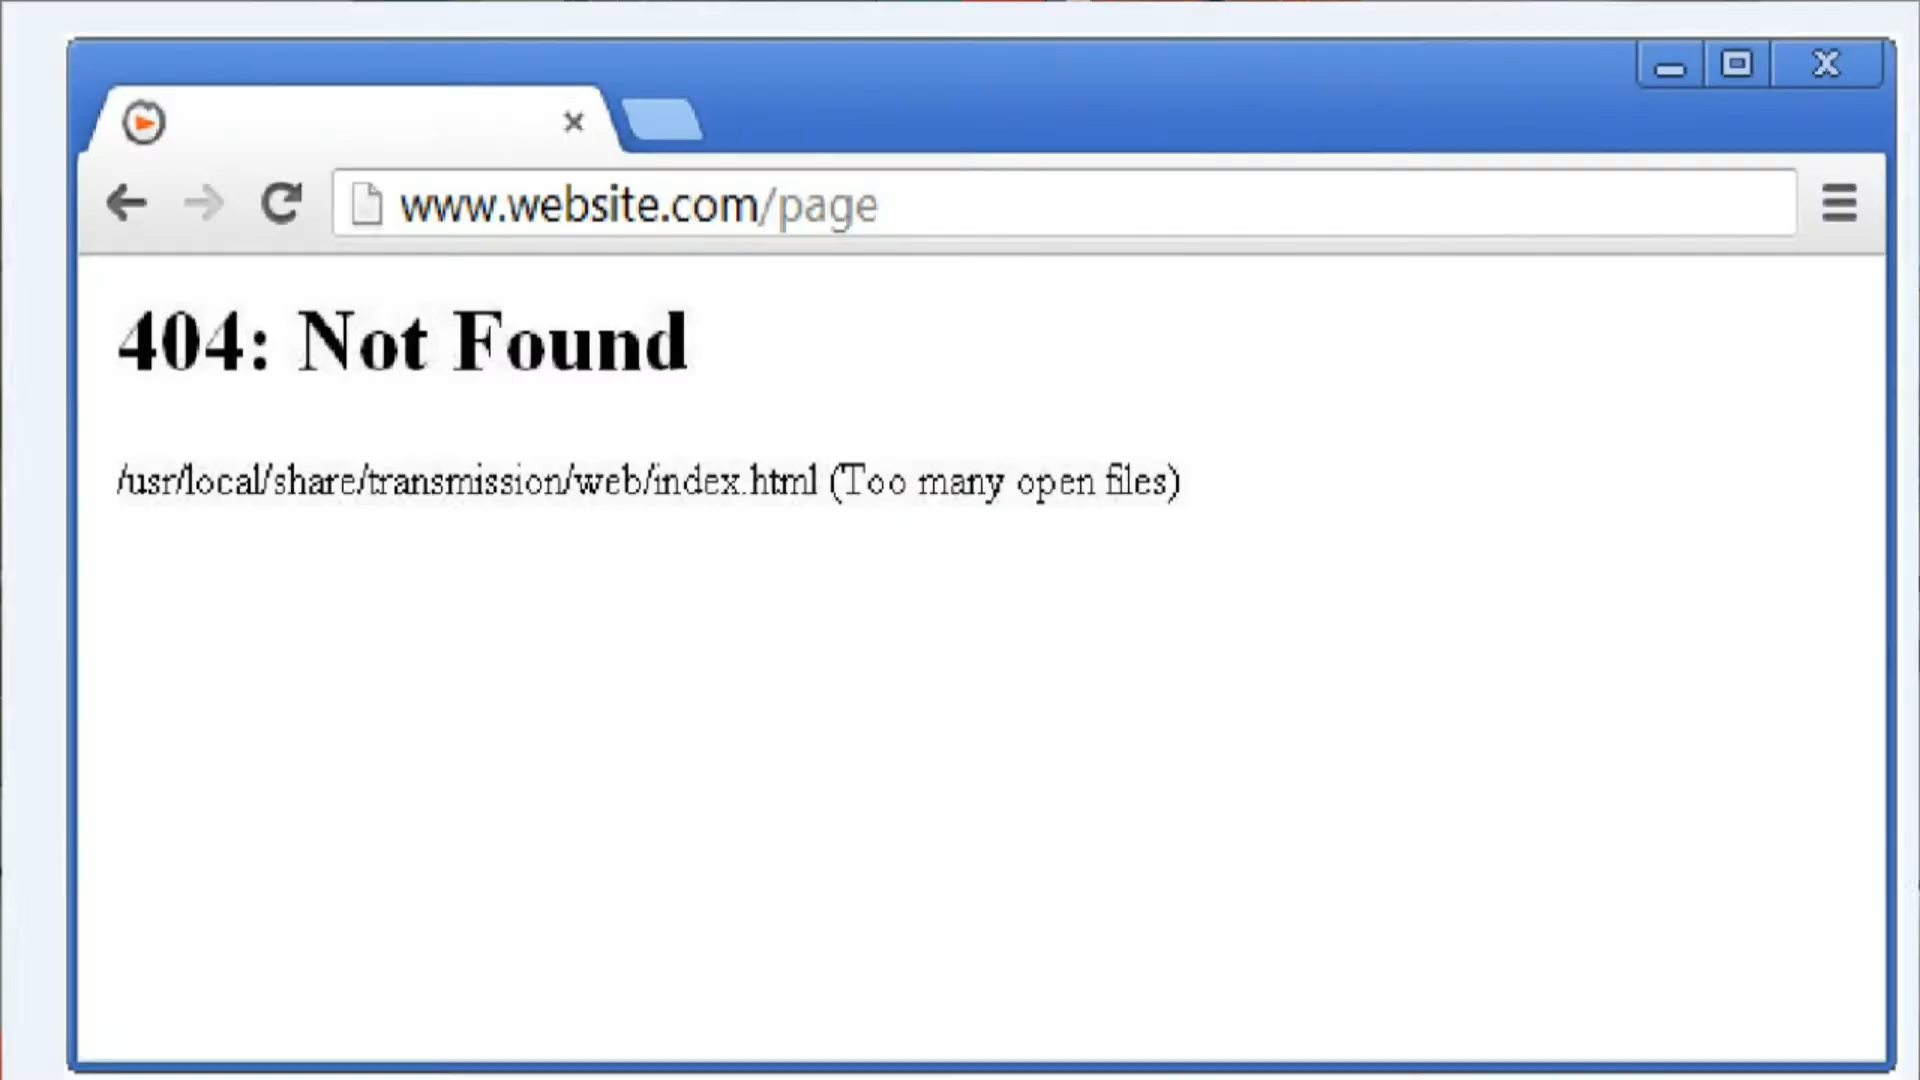 www.website.com/page
404: Not Found
/usr/local/share/transmission/web/index.html (Too many open files)